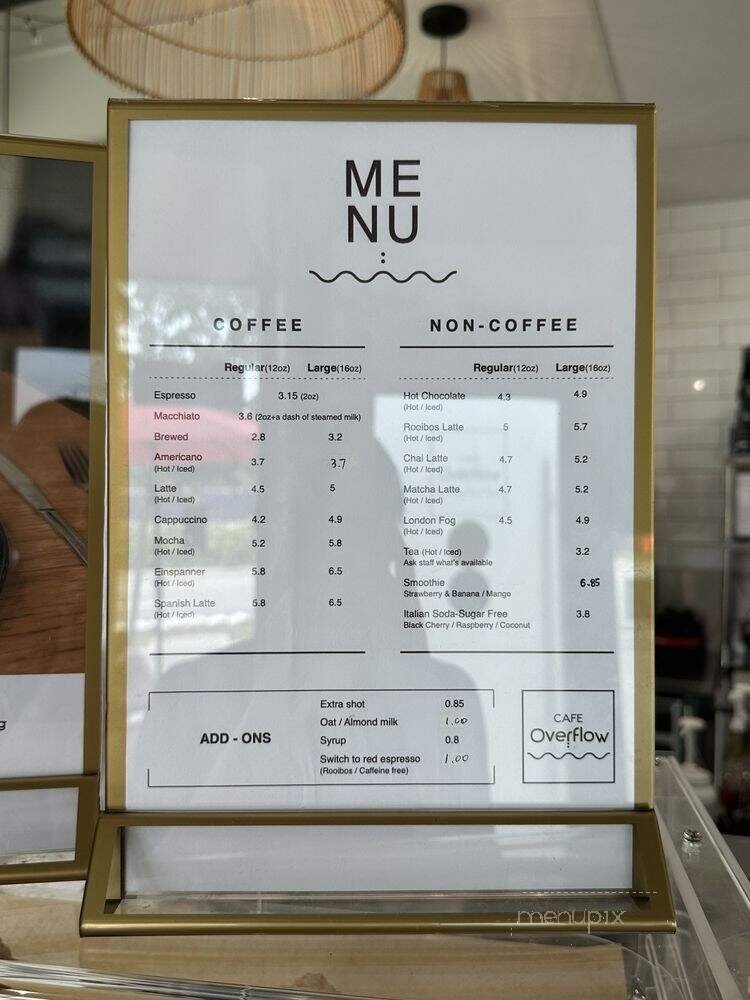 ME
NU
COFFEE
Regular(12oz) Large(16oz)
Espresso 3.15 (2oz)
Macchiato 3.6 (2oz+a dash of steamed milk)
Brewed 2.8 3.2
Americano 3.7 3.7
(Hot / Iced)
Latte 4.5 5
(Hot / Iced)
Cappuccino 4.2 4.9
Mocha 5.2 5.8
(Hot / Iced)
Einspanner 5.8 6.5
(Hot / Iced)
Spanish Latte 5.8 6.5
(Hot / Iced)
NON-COFFEE
Regular(12oz) Large(16oz)
Hot Chocolate 4.3 4.9
(Hot / Iced)
Rooibos Latte 5 5.7
(Hot / Iced)
Chai Latte 4.7 5.2
(Hot / Iced)
Matcha Latte 4.7 5.2
(Hot / Iced)
London Fog 4.5 4.9
(Hot / Iced)
Tea (Hot / Iced) 3.2
Ask staff what's available
Smoothie 6.85
Strawberry & Banana / Mango
Italian Soda-Sugar Free 3.8
Black Cherry / Raspberry / Coconut
ADD - ONS
Extra shot 0.85
Oat / Almond milk 1.00
Syrup 0.8
Switch to red espresso 1.00
(Rooibos / Caffeine free)
CAFE
Overflow
g
menupix